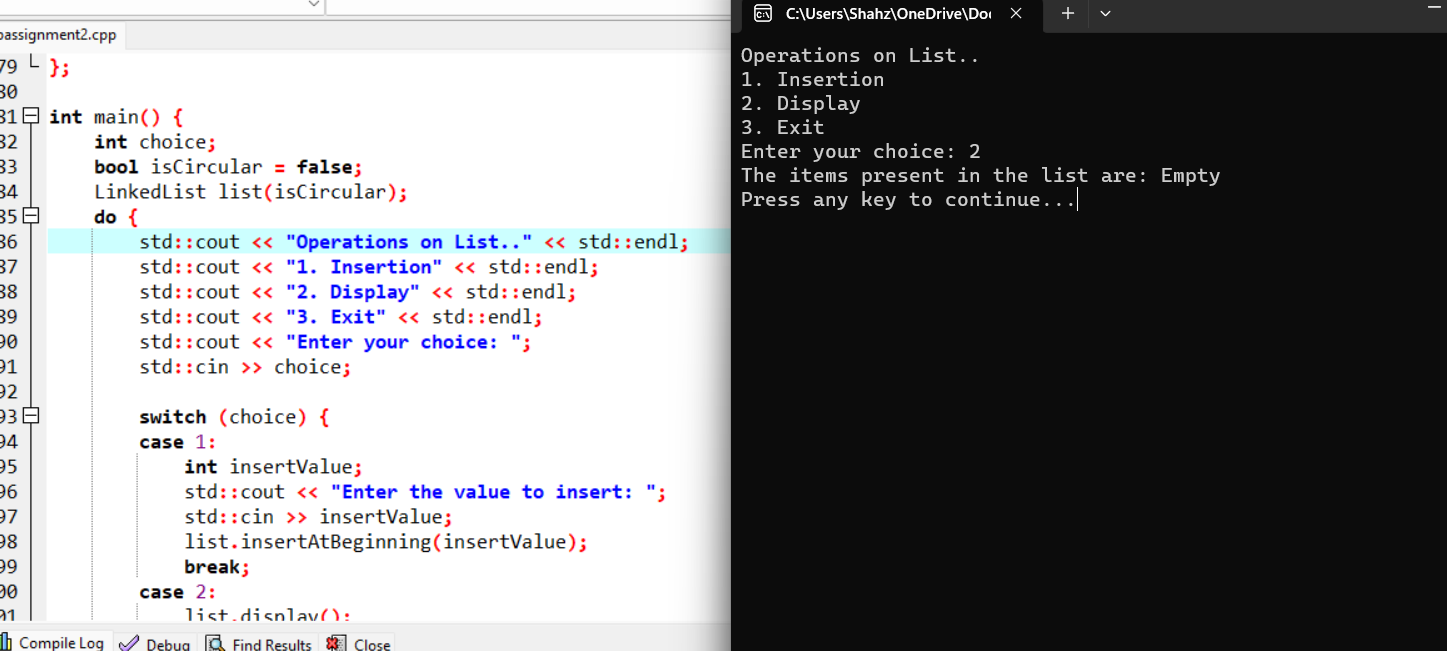 assignment2.cpp
79 };
80
81 int main() {
82 int choice;
83 bool isCircular = false;
84 LinkedList list(isCircular);
85 do {
86 std::cout << "Operations on List.." << std::endl;
87 std::cout << "1. Insertion" << std::endl;
88 std::cout << "2. Display" << std::endl;
89 std::cout << "3. Exit" << std::endl;
90 std::cout << "Enter your choice: ";
91 std::cin >> choice;
92
93 switch (choice) {
94 case 1:
95 int insertValue;
96 std::cout << "Enter the value to insert: ";
97 std::cin >> insertValue;
98 list.insertAtBeginning(insertValue);
99 break;
00 case 2:
01 list.display();
Compile Log Debug Find Results Close
C:\Users\Shahz\OneDrive\Do
Operations on List..
1. Insertion
2. Display
3. Exit
Enter your choice: 2
The items present in the list are: Empty
Press any key to continue...